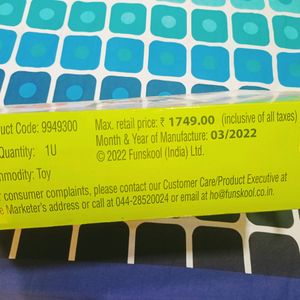 uct Code: 9949300
Quantity: 1U
mmodity: Toy
Max. retail price: ₹ 1749.00 (inclusive of all taxes)
Month & Year of Manufacture: 03/2022
© 2022 Funskool (India) Ltd.
consumer complaints, please contact our Customer Care/Product Executive at
e Marketer's address or call at 044-28520024 or email at ho@funskool.co.in.